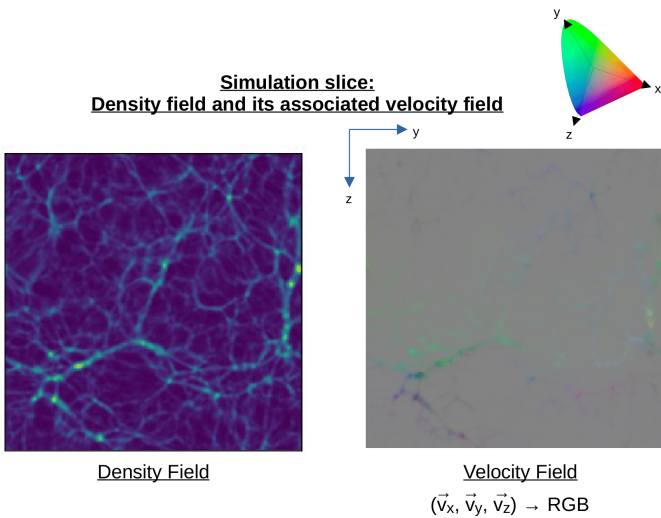 y
x
z
Simulation slice:
Density field and its associated velocity field
y
z
Density Field
Velocity Field
(v⃗x, v⃗y, v⃗z) → RGB